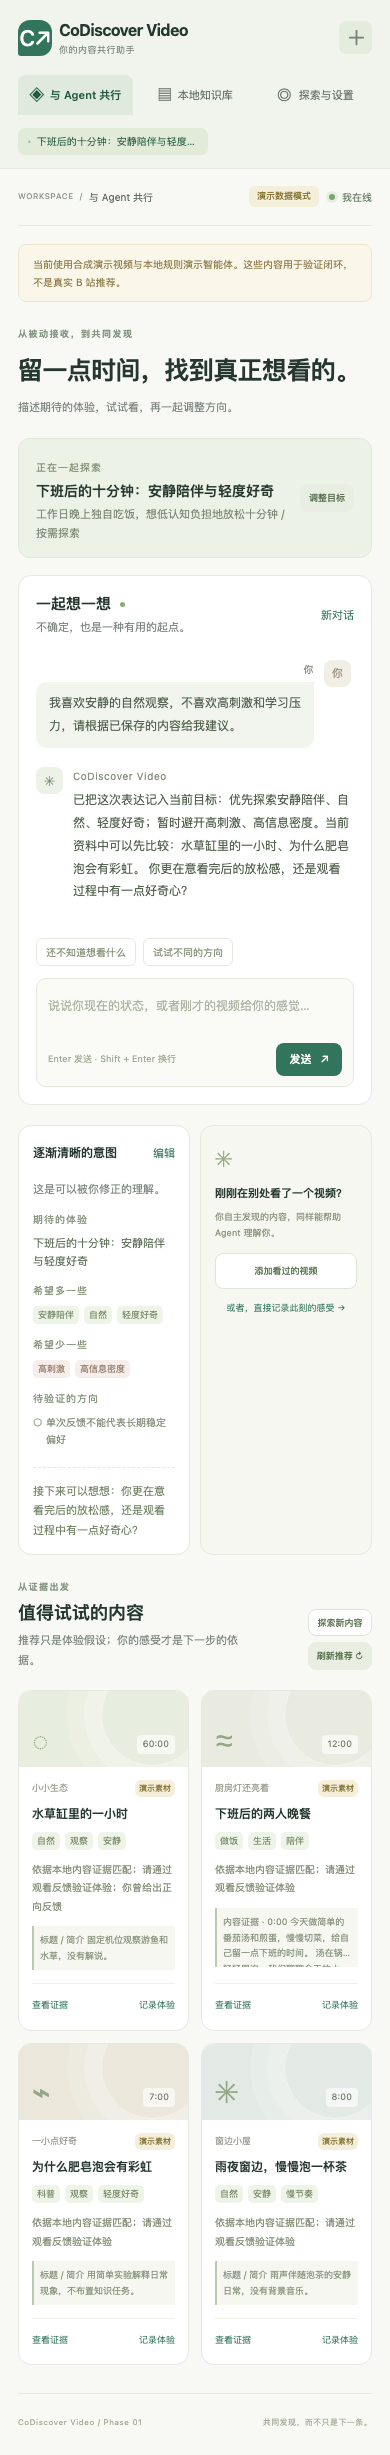 CoDiscover Video
你的内容共行助手
与 Agent 共行
本地知识库
探索与设置
下班后的十分钟：安静陪伴与轻度...
WORKSPACE / 与 Agent 共行
演示数据模式
我在线
当前使用合成演示视频与本地规则演示智能体。这些内容用于验证闭环，
不是真实 B 站推荐。
从被动接收，到共同发现
留一点时间，找到真正想看的。
描述期待的体验，试试看，再一起调整方向。
正在一起探索
下班后的十分钟：安静陪伴与轻度好奇
工作日晚上独自吃饭，想低认知负担地放松十分钟 /
按需探索
调整目标
一起想一想
不确定，也是一种有用的起点。
新对话
你
你
我喜欢安静的自然观察，不喜欢高刺激和学习压
力，请根据已保存的内容给我建议。
CoDiscover Video
已把这次表达记入当前目标：优先探索安静陪伴、自
然、轻度好奇；暂时避开高刺激、高信息密度。当前
资料中可以先比较：水草缸里的一小时、为什么肥皂
泡会有彩虹。 你更在意看完后的放松感，还是观看
过程中有一点好奇心？
还不知道想看什么
试试不同的方向
说说你现在的状态，或者刚才的视频给你的感觉...
Enter 发送 · Shift + Enter 换行
发送 ↗
逐渐清晰的意图
编辑
这是可以被你修正的理解。
期待的体验
下班后的十分钟：安静陪伴
与轻度好奇
希望多一些
安静陪伴 自然 轻度好奇
希望少一些
高刺激 高信息密度
待验证的方向
单次反馈不能代表长期稳定
偏好
接下来可以想想：你更在意
看完后的放松感，还是观看
过程中有一点好奇心？
刚刚在别处看了一个视频？
你自主发现的内容，同样能帮助
Agent 理解你。
添加看过的视频
或者，直接记录此刻的感受 →
从证据出发
值得试试的内容
推荐只是体验假设；你的感受才是下一步的依
据。
探索新内容
刷新推荐 ↻
60:00
小小生态
演示素材
水草缸里的一小时
自然 观察 安静
依据本地内容证据匹配；请通过
观看反馈验证体验；你曾给出正
向反馈
标题 / 简介 固定机位观察游鱼和
水草，没有解说。
查看证据
记录体验
12:00
厨房灯还亮着
演示素材
下班后的两人晚餐
做饭 生活 陪伴
依据本地内容证据匹配；请通过
观看反馈验证体验
内容证据 · 0:00 今天做简单的
番茄汤和煎蛋，慢慢切菜，给自
己留一点下班的时间。 汤在锅...
查看证据
记录体验
7:00
一小点好奇
演示素材
为什么肥皂泡会有彩虹
科普 观察 轻度好奇
依据本地内容证据匹配；请通过
观看反馈验证体验
标题 / 简介 用简单实验解释日常
现象，不布置知识任务。
查看证据
记录体验
8:00
窗边小屋
演示素材
雨夜窗边，慢慢泡一杯茶
自然 安静 慢节奏
依据本地内容证据匹配；请通过
观看反馈验证体验
标题 / 简介 雨声伴随泡茶的安静
日常，没有背景音乐。
查看证据
记录体验
CoDiscover Video / Phase 01
共同发现，而不只是下一条。